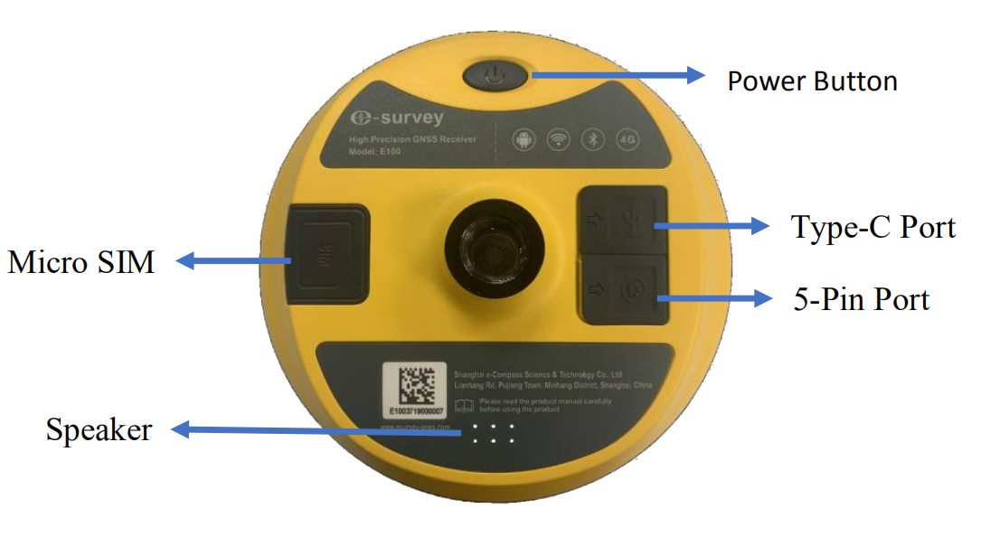 Power Button
e-survey
High Precision GNSS Receiver
Model: E100
4G
Type-C Port
Micro SIM
SIM
5-Pin Port
Shanghai e-Compass Science & Technology Co., Ltd
Lianhang Rd, Pujiang Town, Minhang District, Shanghai, China
Please read the product manual carefully
before using the product
E1003719000007
Speaker